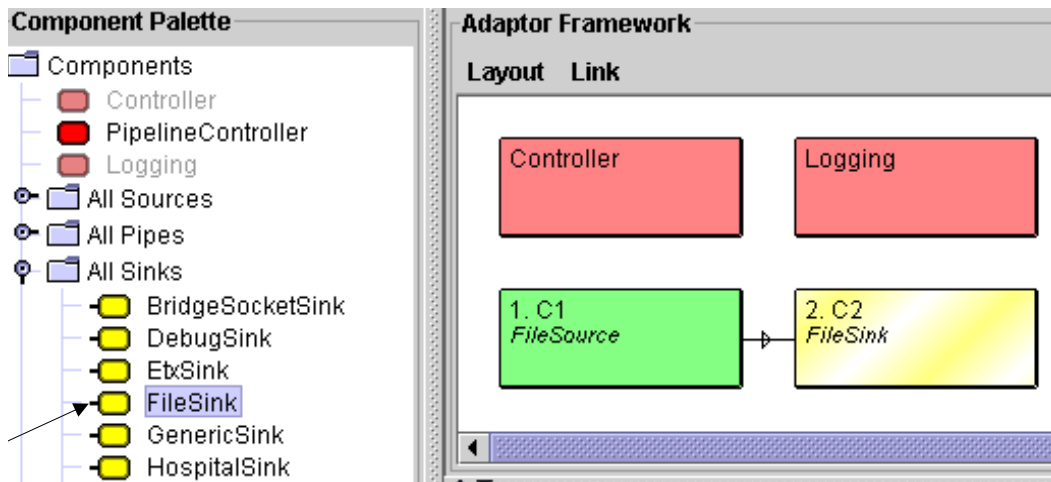 Component Palette
Components
Controller
PipelineController
Logging
All Sources
All Pipes
All Sinks
BridgeSocketSink
DebugSink
EtxSink
FileSink
GenericSink
HospitalSink
Adaptor Framework
Layout Link
Controller
Logging
1. C1
FileSource
2. C2
FileSink